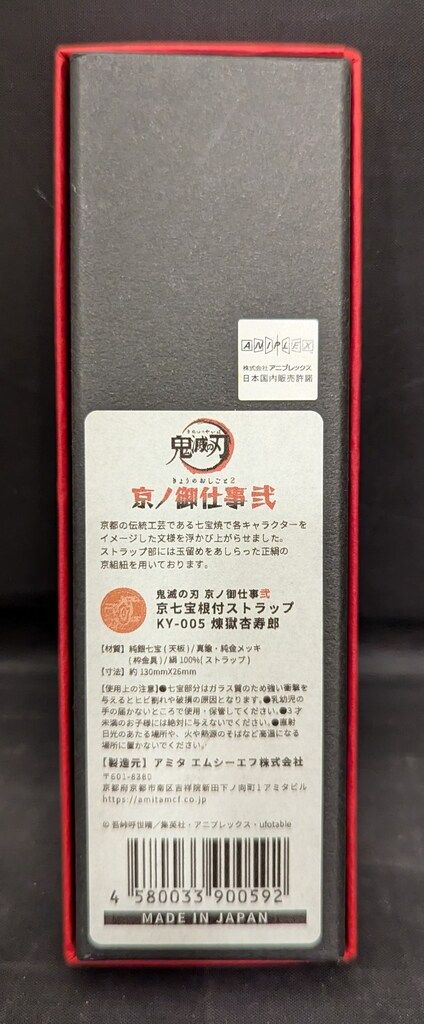 ANIPLEX
株式会社アニプレックス
日本国内販売許諾
きめつのやいば
鬼滅の刃
きょうのおしごと2
京ノ御仕事弐
京都の伝統工芸である七宝焼で各キャラクターを
イメージした文様を浮かび上がらせました。
ストラップ部には玉留めをあしらった正絹の
京組紐を用いております。
鬼滅の刃 京ノ御仕事弐
京七宝根付ストラップ
KY-005 煉獄杏寿郎
【材質】純銀七宝(天板)/真鍮・純金メッキ
(枠金具)/絹100%(ストラップ)
【寸法】約130mmX26mm
【使用上の注意】●七宝部分はガラス質のため強い衝撃を
与えるとヒビ割れや破損の原因となります。●乳幼児の
手の届かないところで使用・保管してください。●3才
未満のお子様には絶対に与えないでください。●直射
日光のあたる場所や、火や熱源のそばなど高温になる
場所に置かないでください。
【製造元】アミタ エムシーエフ株式会社
〒601-8380
京都府京都市南区吉祥院新田下ノ向町1アミタビル
https://amitamcf.co.jp
©吾峠呼世晴/集英社・アニプレックス・ufotable
4 580033 900592
MADE IN JAPAN